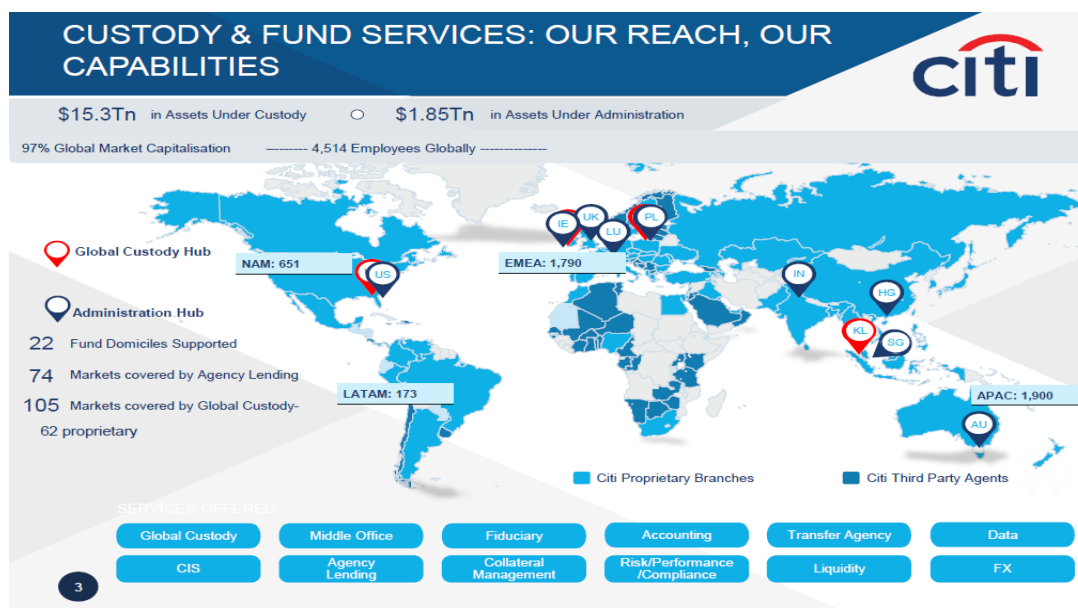 CUSTODY & FUND SERVICES: OUR REACH, OUR
CAPABILITIES
citi
$15.3Tn in Assets Under Custody
$1.85Tn in Assets Under Administration
97% Global Market Capitalisation --------- 4,514 Employees Globally --------------
IE
UK
LU
PL
Global Custody Hub
NAM: 651
US
EMEA: 1,790
IN
HG
Administration Hub
KL
SG
22 Fund Domiciles Supported
74 Markets covered by Agency Lending
LATAM: 173
APAC: 1,900
105 Markets covered by Global Custody-
62 proprietary
AU
Citi Proprietary Branches
Citi Third Party Agents
SERVICES OFFERED
Global Custody
Middle Office
Fiduciary
Accounting
Transfer Agency
Data
CIS
Agency
Lending
Collateral
Management
Risk/Performance
/Compliance
Liquidity
FX
3